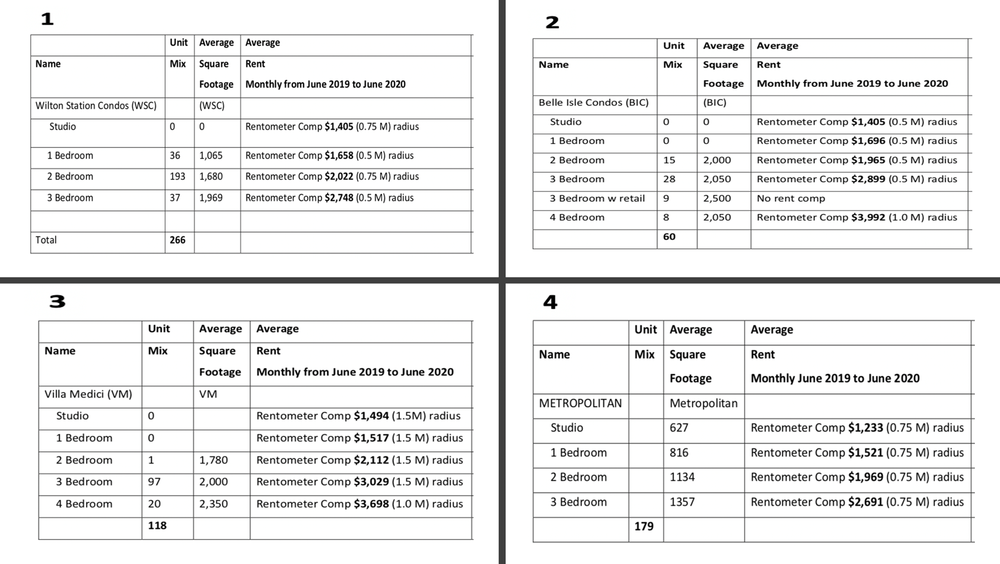 1
Unit Average Average
Name Mix Square Rent
Footage Monthly from June 2019 to June 2020
Wilton Station Condos (WSC) (WSC)
Studio 0 0 Rentometer Comp $1,405 (0.75 M) radius
1 Bedroom 36 1,065 Rentometer Comp $1,658 (0.5 M) radius
2 Bedroom 193 1,680 Rentometer Comp $2,022 (0.75 M) radius
3 Bedroom 37 1,969 Rentometer Comp $2,748 (0.5 M) radius
Total 266
2
Unit Average Average
Name Mix Square Rent
Footage Monthly from June 2019 to June 2020
Belle Isle Condos (BIC) (BIC)
Studio 0 0 Rentometer Comp $1,405 (0.5 M) radius
1 Bedroom 0 0 Rentometer Comp $1,696 (0.5 M) radius
2 Bedroom 15 2,000 Rentometer Comp $1,965 (0.5 M) radius
3 Bedroom 28 2,050 Rentometer Comp $2,899 (0.5 M) radius
3 Bedroom w retail 9 2,500 No rent comp
4 Bedroom 8 2,050 Rentometer Comp $3,992 (1.0 M) radius
60
3
Unit Average Average
Name Mix Square Rent
Footage Monthly from June 2019 to June 2020
Villa Medici (VM) VM
Studio 0 Rentometer Comp $1,494 (1.5M) radius
1 Bedroom 0 Rentometer Comp $1,517 (1.5 M) radius
2 Bedroom 1 1,780 Rentometer Comp $2,112 (1.5 M) radius
3 Bedroom 97 2,000 Rentometer Comp $3,029 (1.5 M) radius
4 Bedroom 20 2,350 Rentometer Comp $3,698 (1.0 M) radius
118
4
Unit Average Average
Name Mix Square Rent
Footage Monthly June 2019 to June 2020
METROPOLITAN Metropolitan
Studio 627 Rentometer Comp $1,233 (0.75 M) radius
1 Bedroom 816 Rentometer Comp $1,521 (0.75 M) radius
2 Bedroom 1134 Rentometer Comp $1,969 (0.75 M) radius
3 Bedroom 1357 Rentometer Comp $2,691 (0.75 M) radius
179